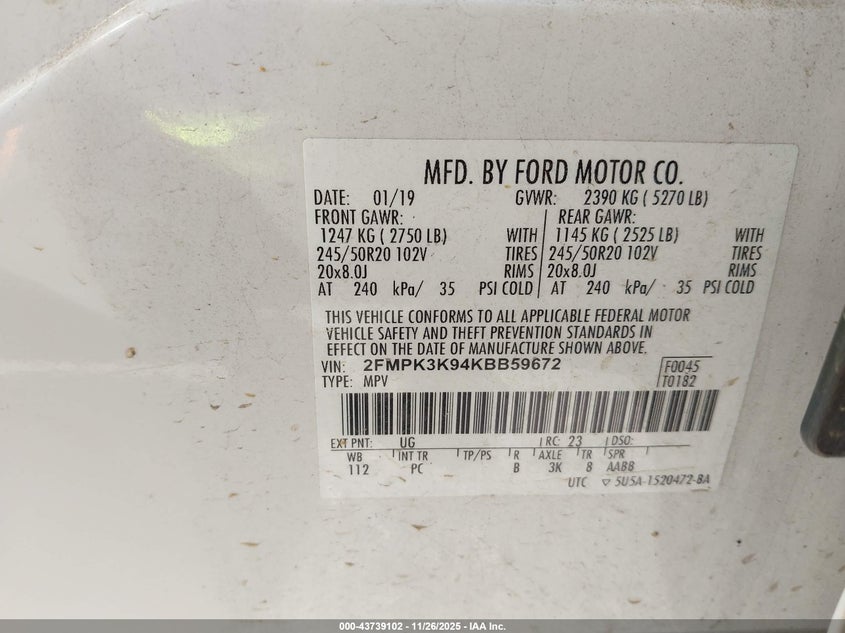 MFD. BY FORD MOTOR CO.
DATE: 01/19 GVWR: 2390 KG ( 5270 LB)
FRONT GAWR: REAR GAWR:
1247 KG ( 2750 LB) WITH 1145 KG ( 2525 LB) WITH
245/50R20 102V TIRES 245/50R20 102V TIRES
20x8.0J RIMS 20x8.0J RIMS
AT 240 kPa/ 35 PSI COLD AT 240 kPa/ 35 PSI COLD
THIS VEHICLE CONFORMS TO ALL APPLICABLE FEDERAL MOTOR
VEHICLE SAFETY AND THEFT PREVENTION STANDARDS IN
EFFECT ON THE DATE OF MANUFACTURE SHOWN ABOVE.
VIN: 2FMPK3K94KBB59672 F0045
TYPE: MPV T0182
EXT PNT: UG RC: 23 DSO:
WB INT TR TP/PS R AXLE TR SPR
112 PC B 3K 8 AABB
UTC ▽ 5U5A-1520472-BA
000-43739102 - 11/26/2025 - IAA Inc.